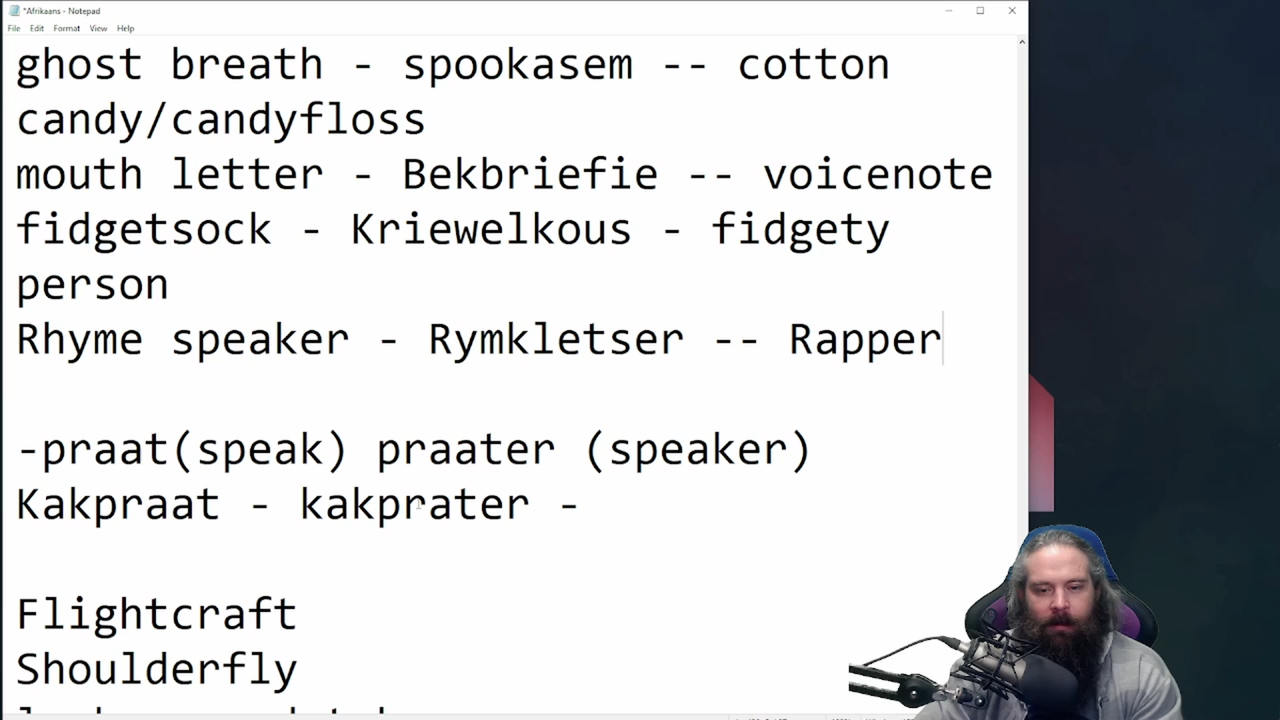 *Afrikaans - Notepad
File Edit Format View Help
ghost breath - spookasem -- cotton
candy/candyfloss
mouth letter - Bekbriefie -- voicenote
fidgetsock - Kriewelkous - fidgety
person
Rhyme speaker - Rymkletser -- Rapper
-praat(speak) praater (speaker)
Kakpraat - kakprater -
Flightcraft
Shoulderfly